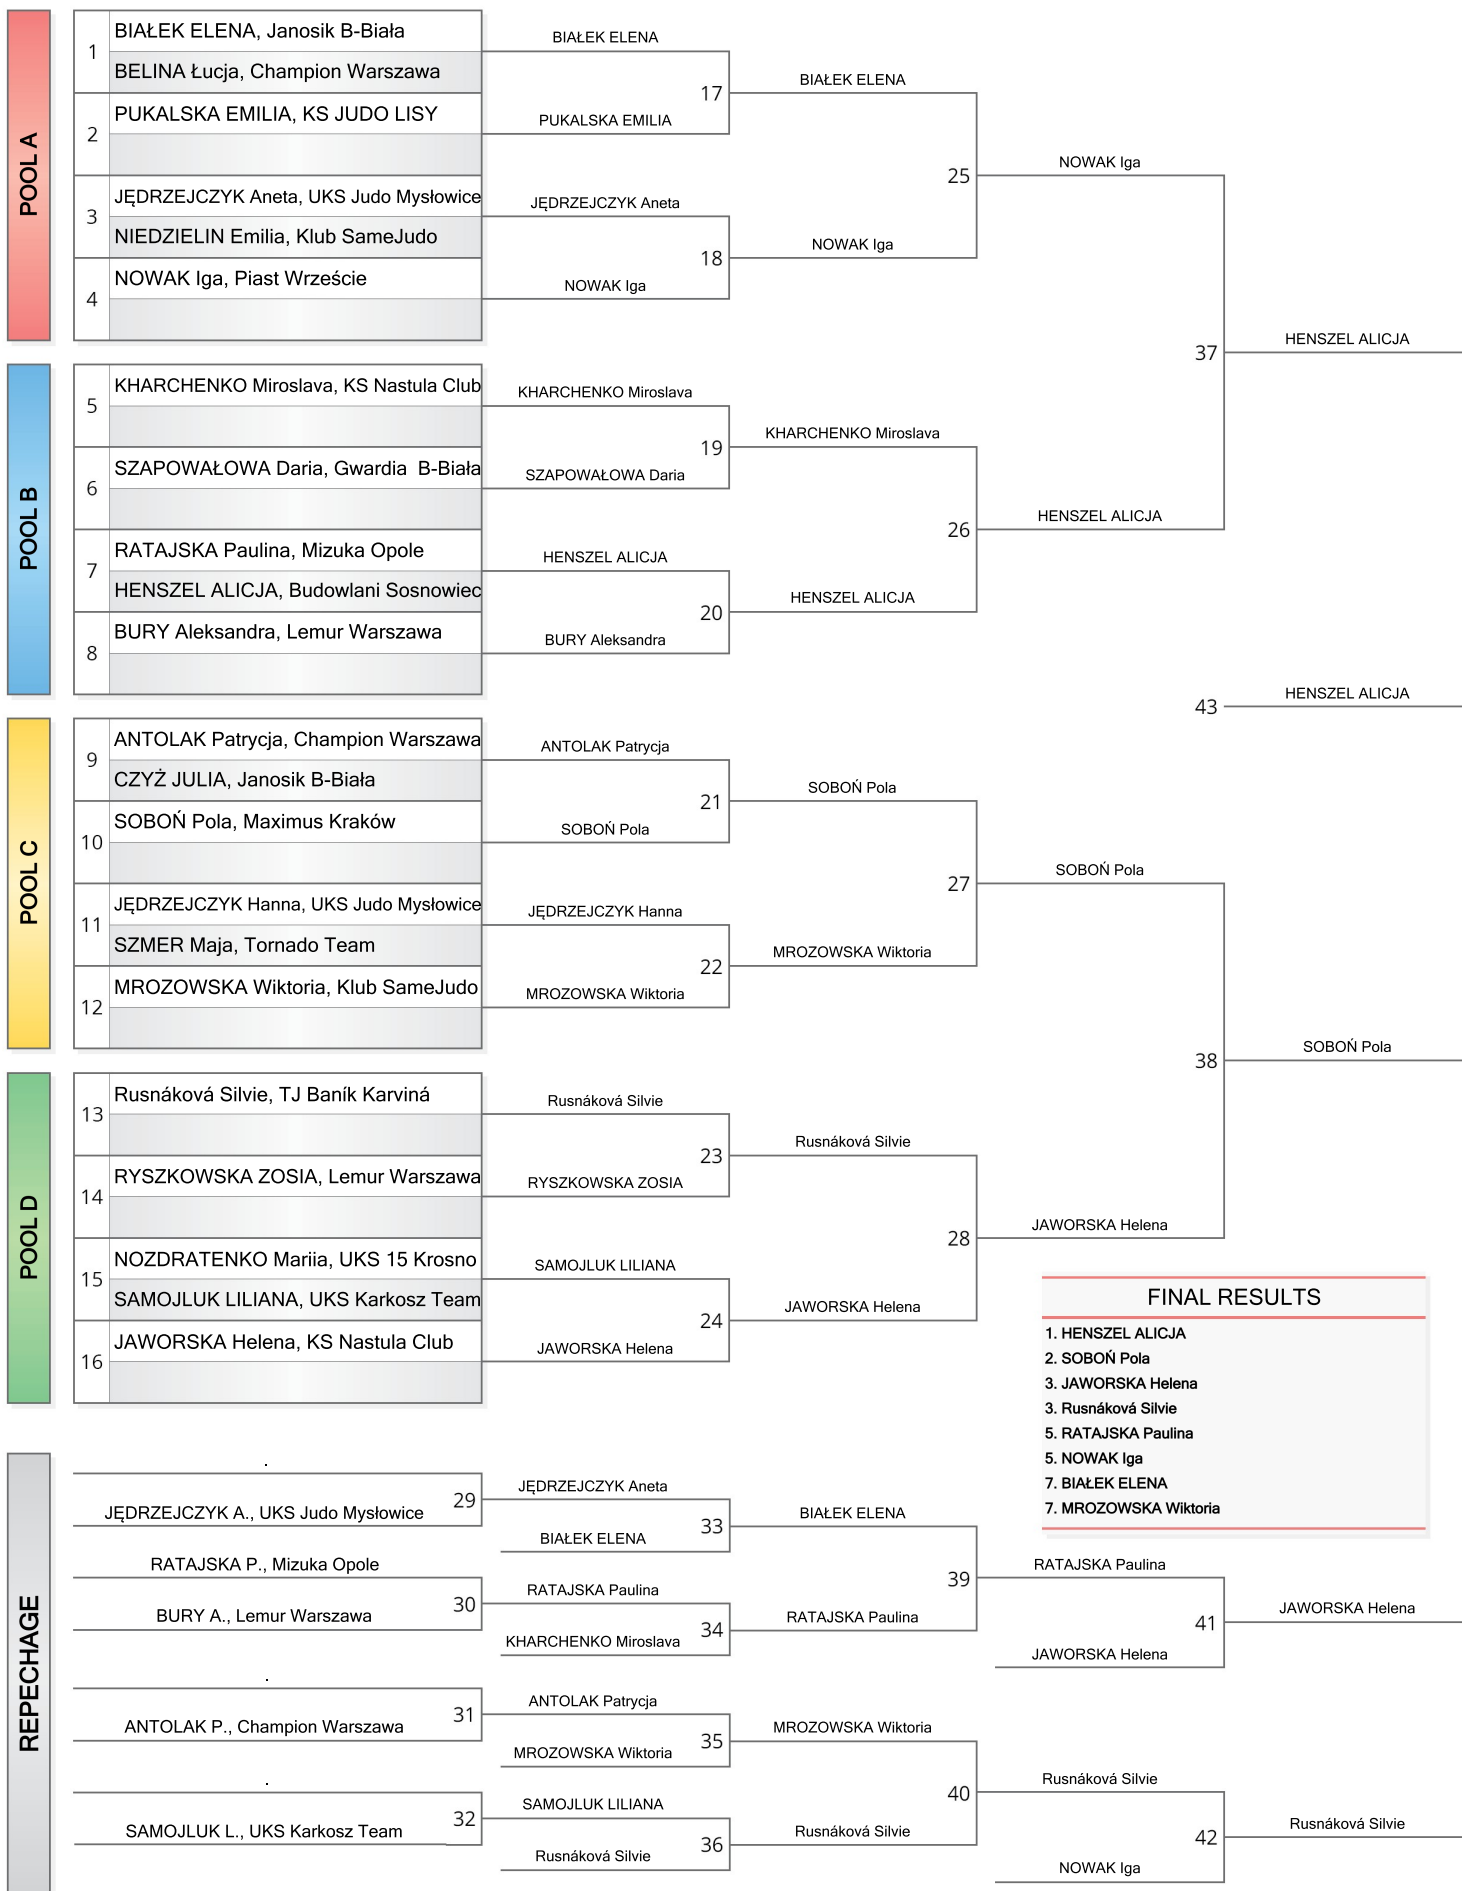 POOL A
1
BIAŁEK ELENA, Janosik B-Biała
BELINA Łucja, Champion Warszawa
2
PUKALSKA EMILIA, KS JUDO LISY
3
JĘDRZEJCZYK Aneta, UKS Judo Mysłowice
NIEDZIELIN Emilia, Klub SameJudo
4
NOWAK Iga, Piast Wrzeście
BIAŁEK ELENA
17
PUKALSKA EMILIA
JĘDRZEJCZYK Aneta
18
NOWAK Iga
BIAŁEK ELENA
25
NOWAK Iga
NOWAK Iga
37
HENSZEL ALICJA
POOL B
5
KHARCHENKO Miroslava, KS Nastula Club
6
SZAPOWAŁOWA Daria, Gwardia  B-Biała
7
RATAJSKA Paulina, Mizuka Opole
HENSZEL ALICJA, Budowlani Sosnowiec
8
BURY Aleksandra, Lemur Warszawa
KHARCHENKO Miroslava
19
SZAPOWAŁOWA Daria
HENSZEL ALICJA
20
BURY Aleksandra
KHARCHENKO Miroslava
26
HENSZEL ALICJA
HENSZEL ALICJA
43
HENSZEL ALICJA
POOL C
9
ANTOLAK Patrycja, Champion Warszawa
CZYŻ JULIA, Janosik B-Biała
10
SOBOŃ Pola, Maximus Kraków
11
JĘDRZEJCZYK Hanna, UKS Judo Mysłowice
SZMER Maja, Tornado Team
12
MROZOWSKA Wiktoria, Klub SameJudo
ANTOLAK Patrycja
21
SOBOŃ Pola
JĘDRZEJCZYK Hanna
22
MROZOWSKA Wiktoria
SOBOŃ Pola
27
MROZOWSKA Wiktoria
SOBOŃ Pola
38
SOBOŃ Pola
POOL D
13
Rusnáková Silvie, TJ Baník Karviná
14
RYSZKOWSKA ZOSIA, Lemur Warszawa
15
NOZDRATENKO Mariia, UKS 15 Krosno
SAMOJLUK LILIANA, UKS Karkosz Team
16
JAWORSKA Helena, KS Nastula Club
Rusnáková Silvie
23
RYSZKOWSKA ZOSIA
SAMOJLUK LILIANA
24
JAWORSKA Helena
Rusnáková Silvie
28
JAWORSKA Helena
JAWORSKA Helena
FINAL RESULTS
1. HENSZEL ALICJA
2. SOBOŃ Pola
3. JAWORSKA Helena
3. Rusnáková Silvie
5. RATAJSKA Paulina
5. NOWAK Iga
7. BIAŁEK ELENA
7. MROZOWSKA Wiktoria
REPECHAGE
.
29
JĘDRZEJCZYK A., UKS Judo Mysłowice
RATAJSKA P., Mizuka Opole
30
BURY A., Lemur Warszawa
.
31
ANTOLAK P., Champion Warszawa
.
32
SAMOJLUK L., UKS Karkosz Team
JĘDRZEJCZYK Aneta
33
BIAŁEK ELENA
RATAJSKA Paulina
34
KHARCHENKO Miroslava
ANTOLAK Patrycja
35
MROZOWSKA Wiktoria
SAMOJLUK LILIANA
36
Rusnáková Silvie
BIAŁEK ELENA
39
RATAJSKA Paulina
MROZOWSKA Wiktoria
40
Rusnáková Silvie
RATAJSKA Paulina
41
JAWORSKA Helena
Rusnáková Silvie
42
NOWAK Iga
JAWORSKA Helena
Rusnáková Silvie